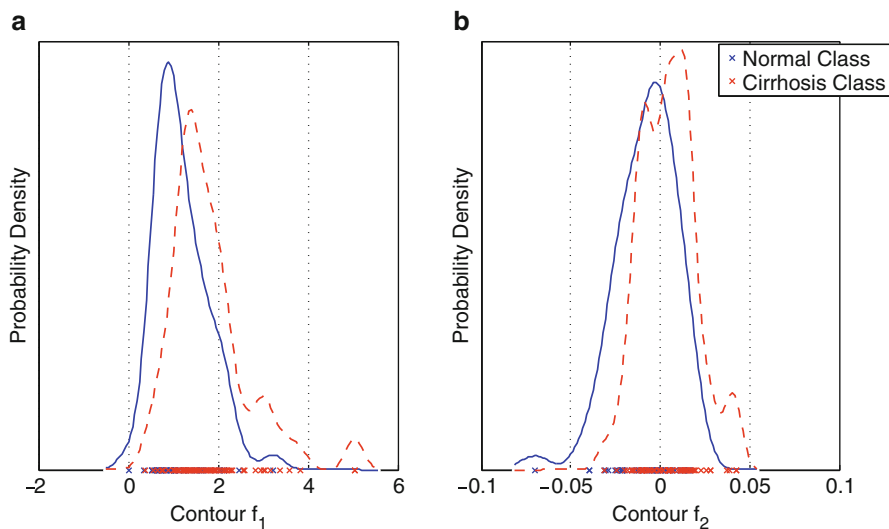 a
Probability Density
-2
0
2
4
6
Contour f1
b
Normal Class
Cirrhosis Class
Probability Density
-0.1
-0.05
0
0.05
0.1
Contour f2